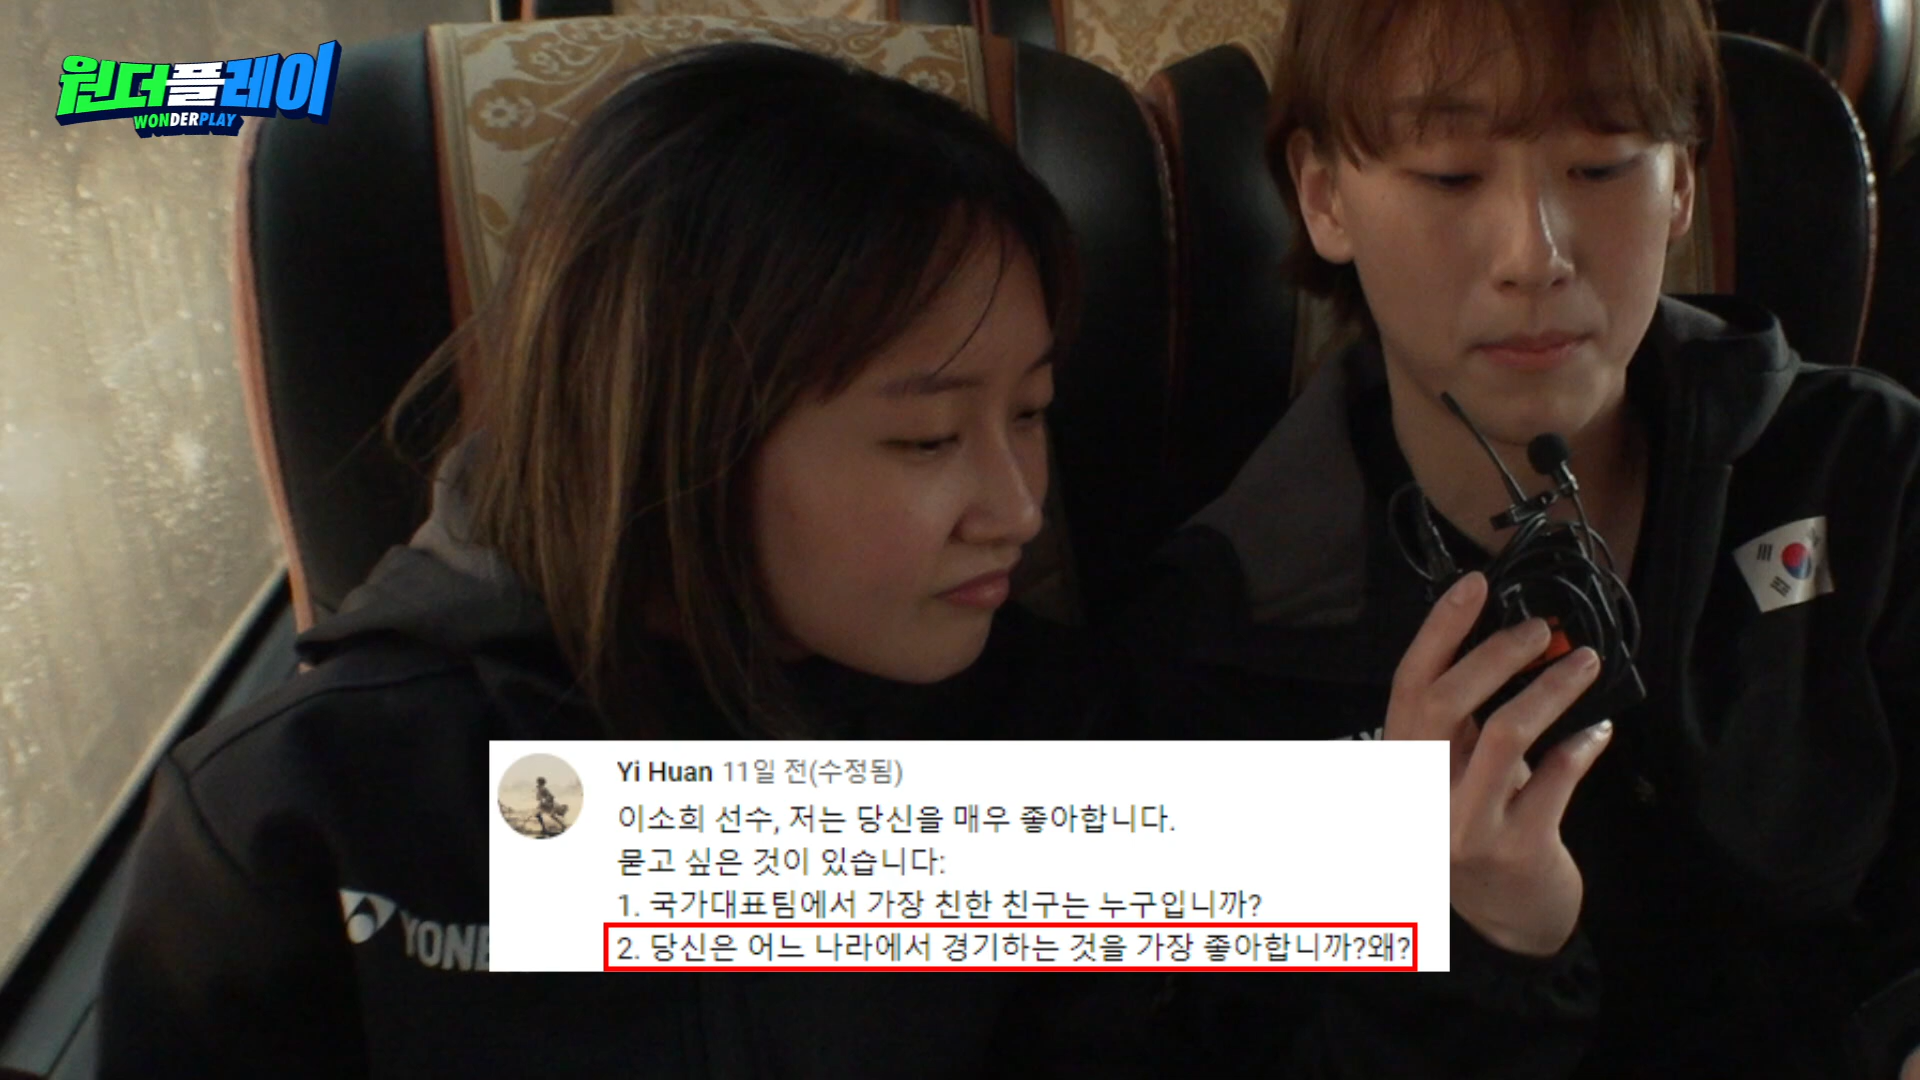 원더플레이
WONDERPLAY
Yi Huan 11일 전(수정됨)
이소희 선수, 저는 당신을 매우 좋아합니다.
묻고 싶은 것이 있습니다:
1. 국가대표팀에서 가장 친한 친구는 누구입니까?
2. 당신은 어느 나라에서 경기하는 것을 가장 좋아합니까?왜?